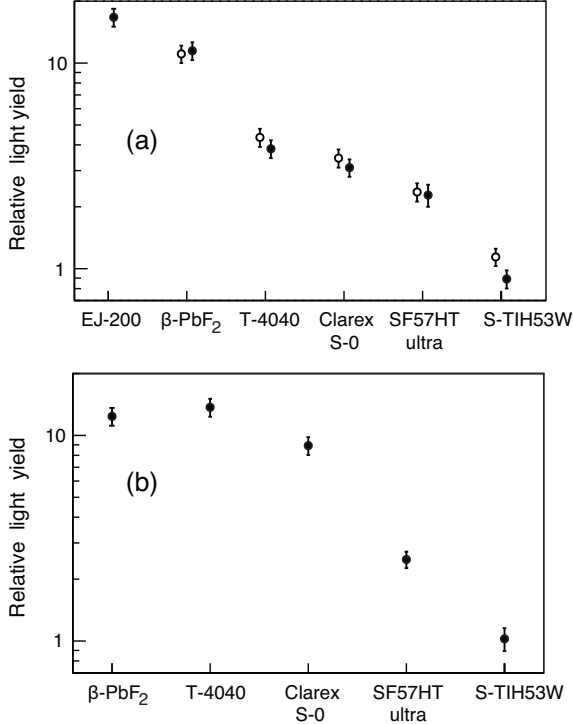 Relative light yield
10
1
(a)
EJ-200 β-PbF₂ T-4040 Clarex S-0 SF57HT ultra S-TIH53W
Relative light yield
10
1
(b)
β-PbF₂ T-4040 Clarex S-0 SF57HT ultra S-TIH53W